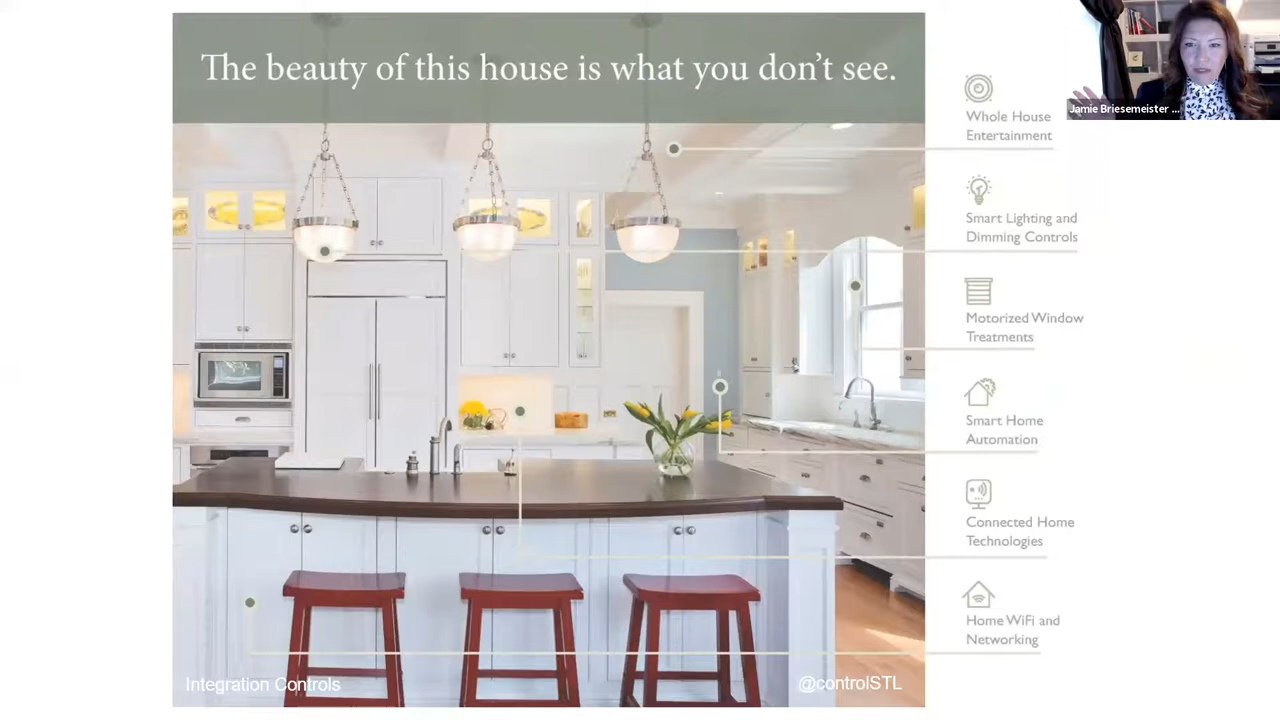 The beauty of this house is what you don't see.
Jamie Briesemeister ...
Whole House
Entertainment
Smart Lighting and
Dimming Controls
Motorized Window
Treatments
Smart Home
Automation
Connected Home
Technologies
Home WiFi and
Networking
Integration Controls
@controlSTL